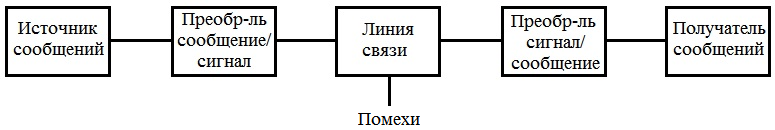 Источник
сообщений
Преобр-ль
сообщение/
сигнал
Линия
связи
Преобр-ль
сигнал/
сообщение
Получатель
сообщений
Помехи